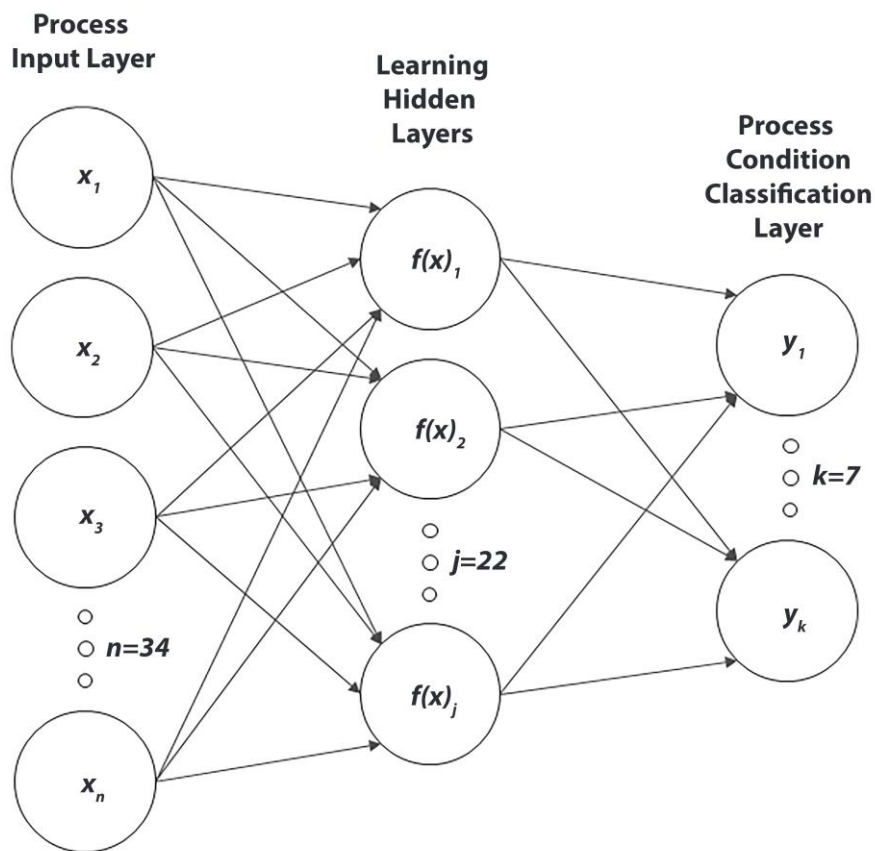 Process
Input Layer
x1
x2
x3
n=34
xn
Learning
Hidden
Layers
f(x)1
f(x)2
j=22
f(x)j
Process
Condition
Classification
Layer
y1
k=7
yk